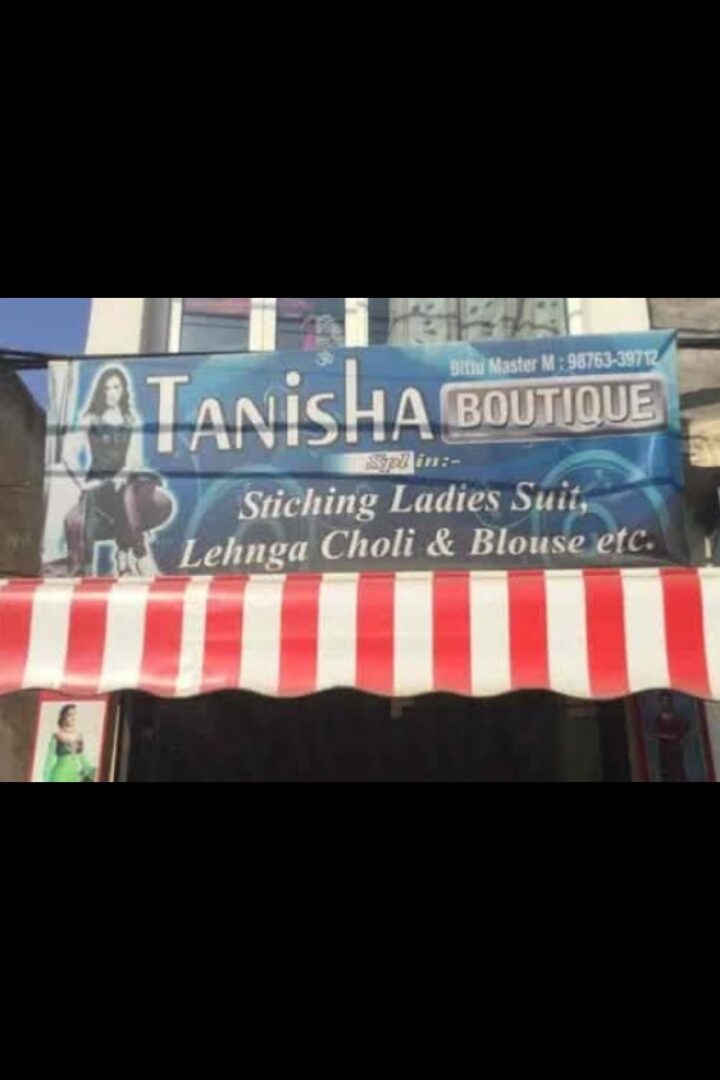 Bittu Master M : 98763-39712
TANiSHA BOUTIQUE
Spl in:-
Stiching Ladies Suit,
Lehnga Choli & Blouse etc.